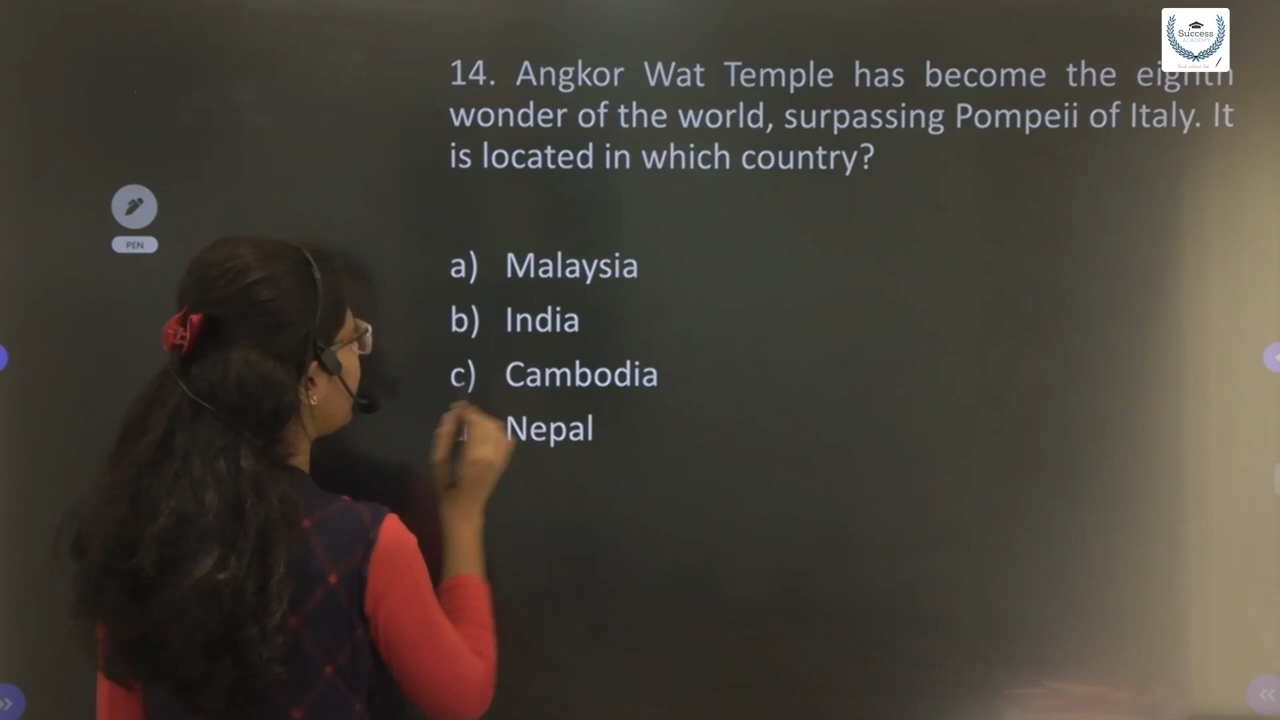 Success
ACADEMY
14. Angkor Wat Temple has become the eighth
wonder of the world, surpassing Pompeii of Italy. It
is located in which country?
PEN
a) Malaysia
b) India
c) Cambodia
Nepal